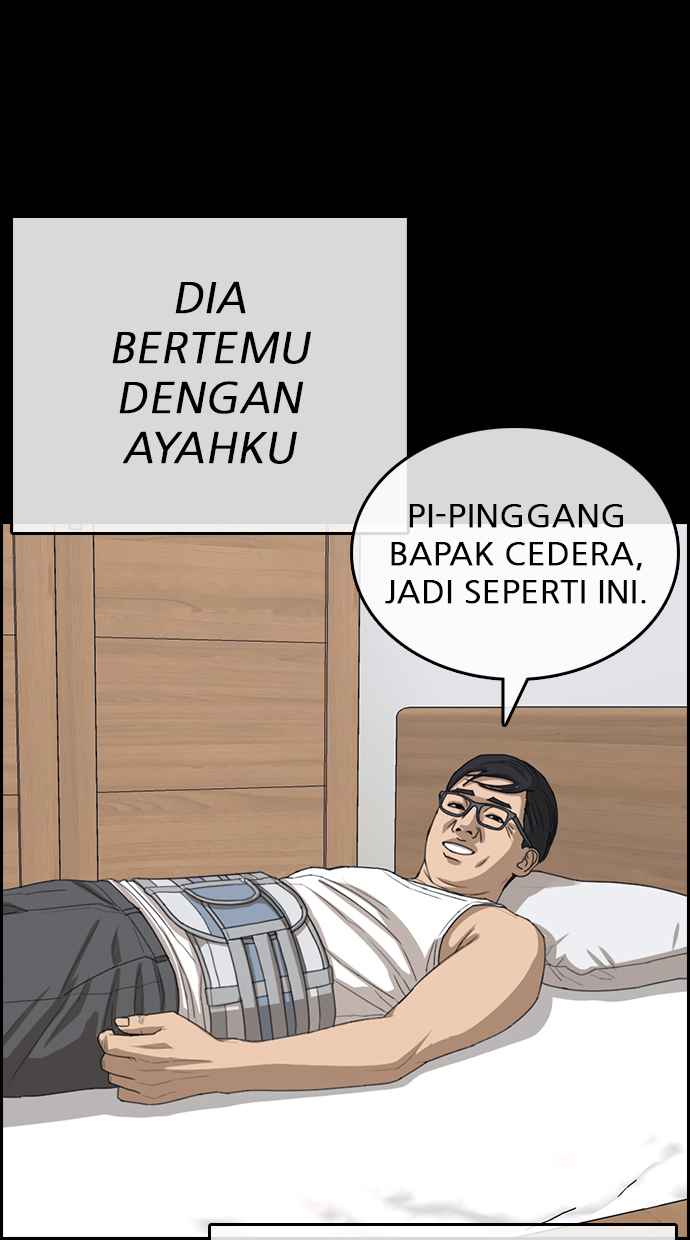 DIA
BERTEMU
DENGAN
AYAHKU
PI-PINGGANG
BAPAK CEDERA,
JADI SEPERTI INI.